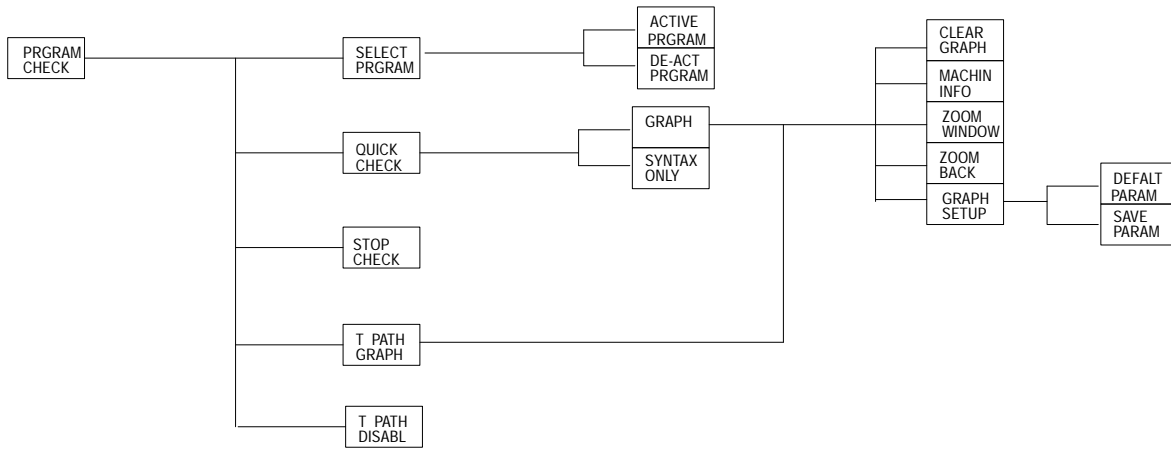 PRGRAM
CHECK
SELECT
PRGRAM
ACTIVE
PRGRAM
DE-ACT
PRGRAM
QUICK
CHECK
GRAPH
SYNTAX
ONLY
STOP
CHECK
T PATH
GRAPH
T PATH
DISABL
CLEAR
GRAPH
MACHIN
INFO
ZOOM
WINDOW
ZOOM
BACK
GRAPH
SETUP
DEFALT
PARAM
SAVE
PARAM